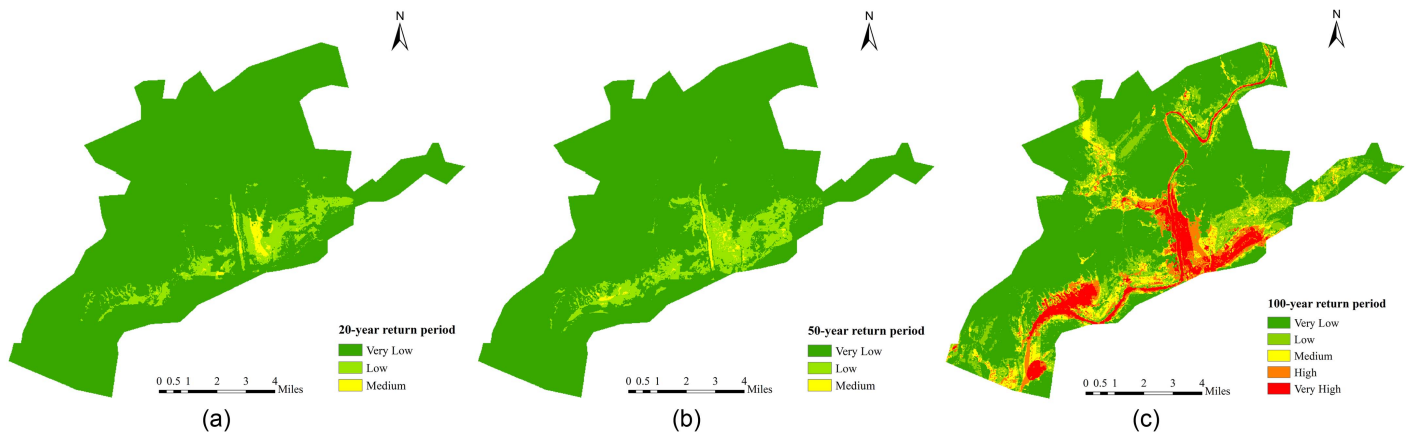 N
20-year return period
Very Low
Low
Medium
0 0.5 1 2 3 4
Miles
(a)
N
50-year return period
Very Low
Low
Medium
0 0.5 1 2 3 4
Miles
(b)
N
100-year return period
Very Low
Low
Medium
High
Very High
0 0.5 1 2 3 4
Miles
(c)